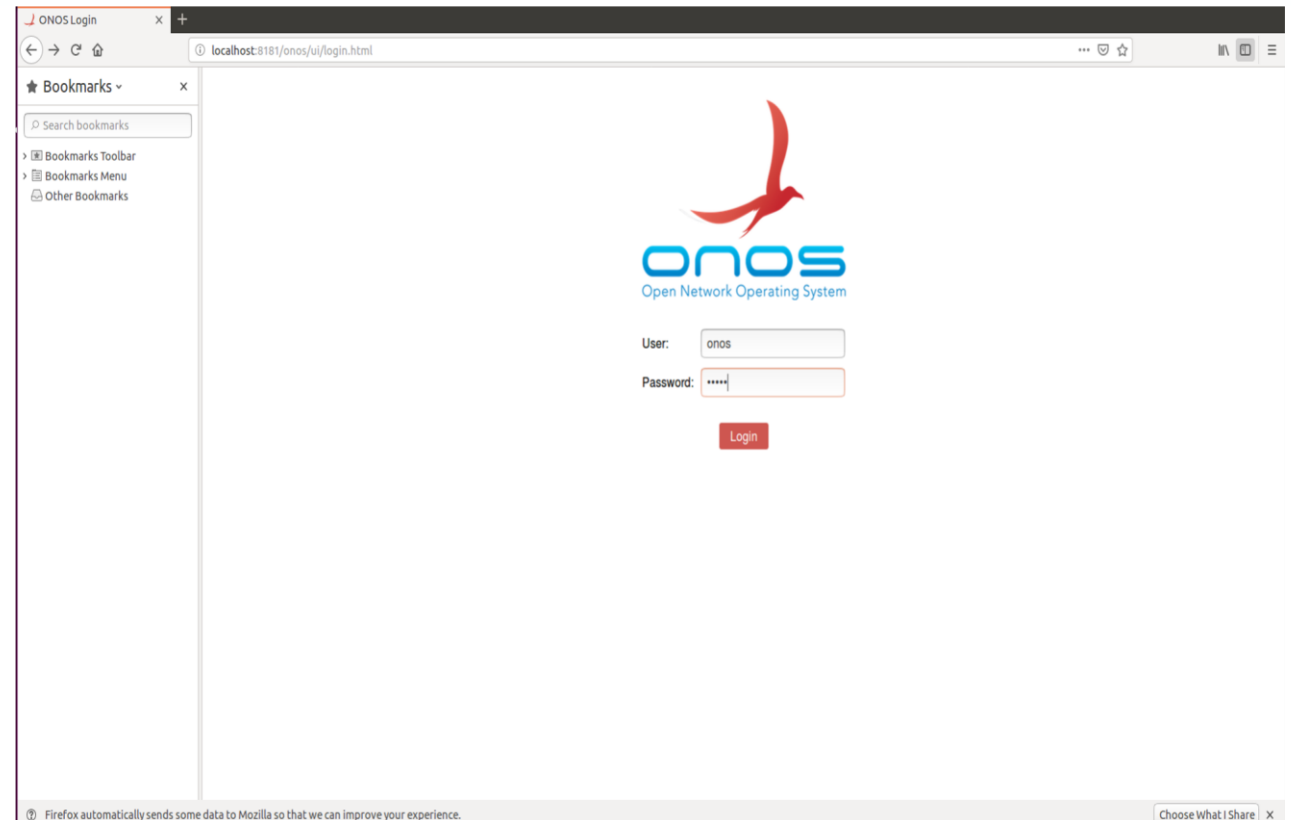 ONOS Login
localhost:8181/onos/ui/login.html
Bookmarks
Search bookmarks
Bookmarks Toolbar
Bookmarks Menu
Other Bookmarks
onos
Open Network Operating System
User: onos
Password: •••••
Login
Firefox automatically sends some data to Mozilla so that we can improve your experience. Choose What I Share